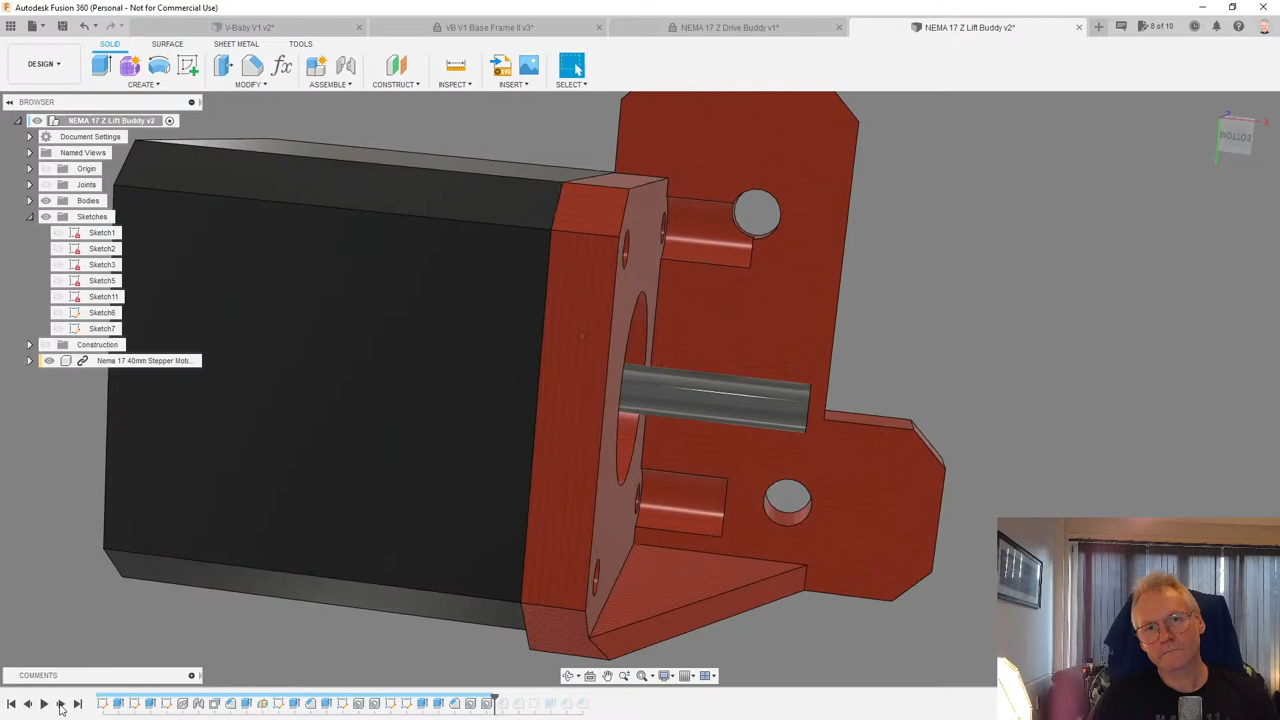 Autodesk Fusion 360 (Personal - Not for Commercial Use)
V-Baby V1 v2*
VB V1 Base Frame II v3*
NEMA 17 Z Drive Buddy v1*
NEMA 17 Z Lift Buddy v2*
8 of 10
SOLID
SURFACE
SHEET METAL
TOOLS
DESIGN
CREATE
MODIFY
ASSEMBLE
CONSTRUCT
INSPECT
INSERT
SELECT
BROWSER
NEMA 17 Z Lift Buddy v2
Document Settings
Named Views
Origin
Joints
Bodies
Sketches
Sketch1
Sketch2
Sketch3
Sketch5
Sketch11
Sketch6
Sketch7
Construction
Nema 17 40mm Stepper Mot...
BOTTOM
X
COMMENTS